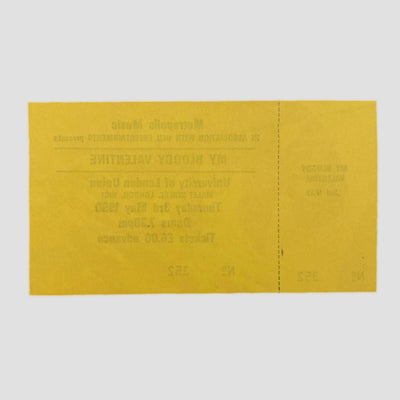 Metropolis Music
IN ASSOCIATION WITH ULU ENTERTAINMENTS presents
MY BLOODY VALENTINE
University of London Union
MALET STREET, LONDON, WC1.
Thursday 3rd May 1990
Doors 7.30pm
Tickets £6.00 advance
No 352
MY BLOODY
VALENTINE
3rd MAY
No 352